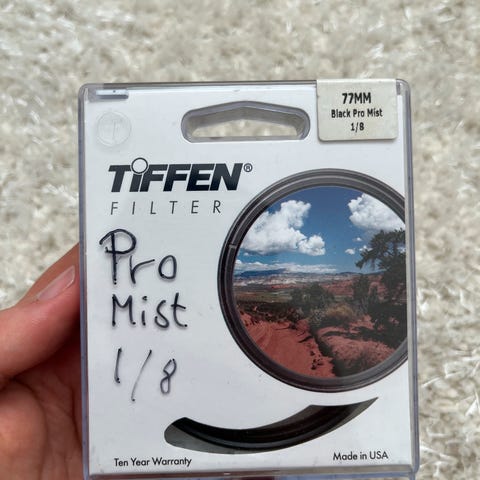 77MM
Black Pro Mist
1/8
TiFFEN®
FILTER
Pro
Mist
1/8
Ten Year Warranty
Made in USA